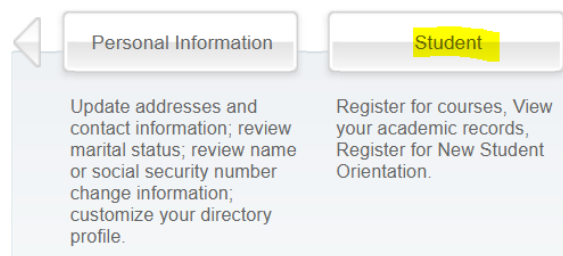 Personal Information
Student
Update addresses and
contact information; review
marital status; review name
or social security number
change information;
customize your directory
profile.
Register for courses, View
your academic records,
Register for New Student
Orientation.